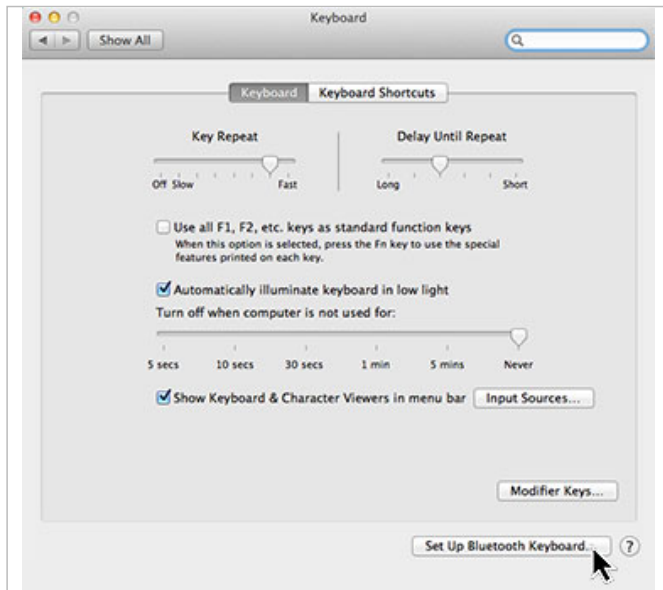 Keyboard
Show All
Keyboard Keyboard Shortcuts
Key Repeat Delay Until Repeat
Off Slow Fast Long Short
Use all F1, F2, etc. keys as standard function keys
When this option is selected, press the Fn key to use the special
features printed on each key.
Automatically illuminate keyboard in low light
Turn off when computer is not used for:
5 secs 10 secs 30 secs 1 min 5 mins Never
Show Keyboard & Character Viewers in menu bar Input Sources...
Modifier Keys...
Set Up Bluetooth Keyboard... ?